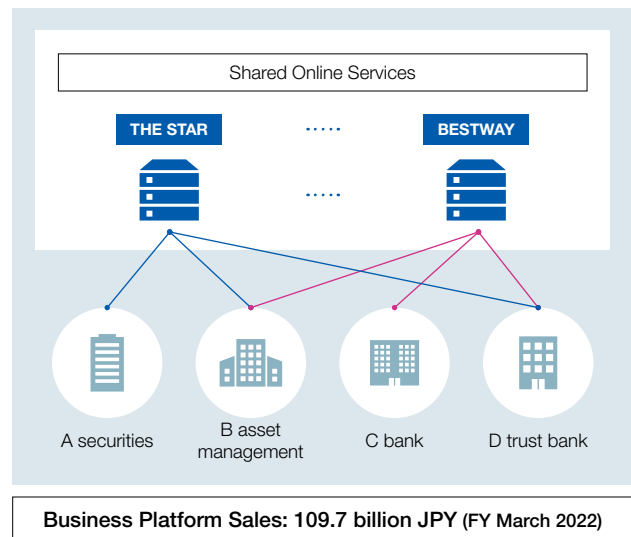 Shared Online Services
THE STAR ..... BESTWAY
.....
A securities
B asset
management
C bank
D trust bank
Business Platform Sales: 109.7 billion JPY (FY March 2022)